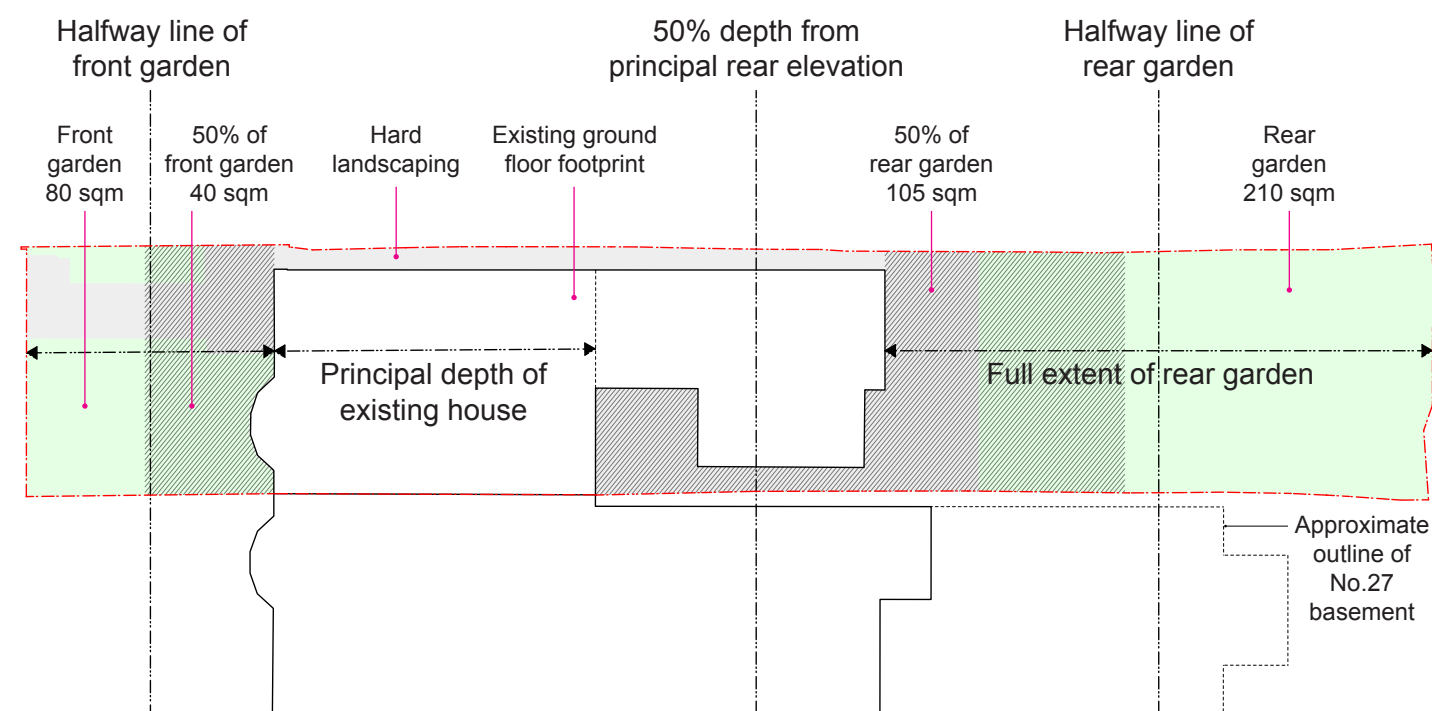 Halfway line of
front garden
50% depth from
principal rear elevation
Halfway line of
rear garden
Front
garden
80 sqm
50% of
front garden
40 sqm
Hard
landscaping
Existing ground
floor footprint
50% of
rear garden
105 sqm
Rear
garden
210 sqm
Principal depth of
existing house
Full extent of rear garden
Approximate
outline of
No.27
basement